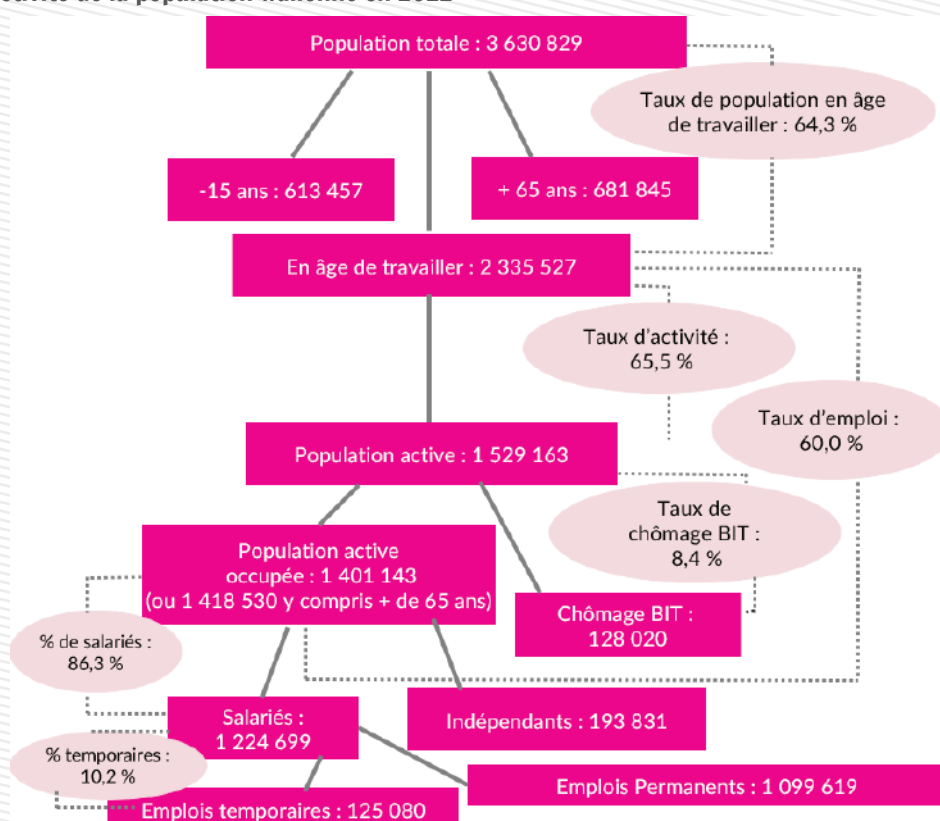 Population totale : 3 630 829
Taux de population en âge
de travailler : 64,3 %
-15 ans : 613 457
+ 65 ans : 681 845
En âge de travailler : 2 335 527
Taux d'activité :
65,5 %
Taux d'emploi :
60,0 %
Population active : 1 529 163
Taux de
chômage BIT :
8,4 %
Population active
occupée : 1 401 143
(ou 1 418 530 y compris + de 65 ans)
Chômage BIT :
128 020
% de salariés :
86,3 %
Salariés :
1 224 699
Indépendants : 193 831
% temporaires :
10,2 %
Emplois Permanents : 1 099 619
Emplois temporaires : 125 080